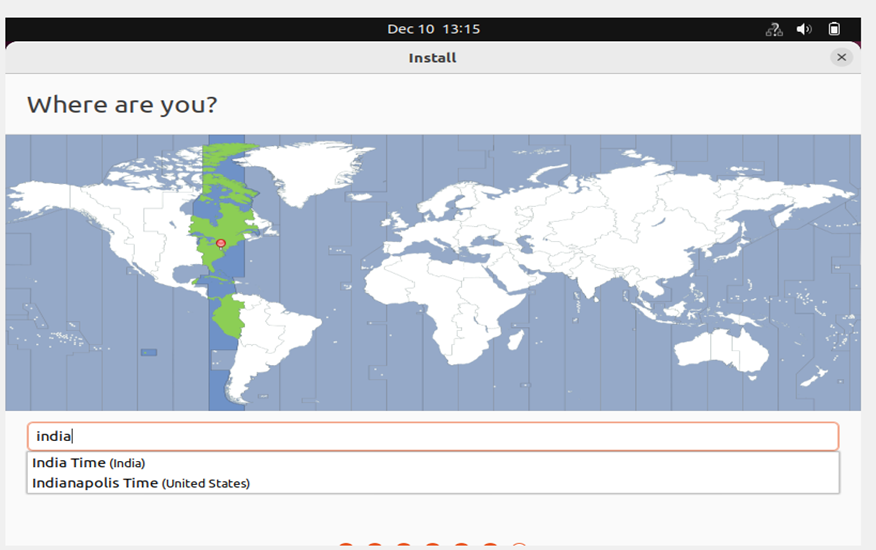 Dec 10 13:15
Install
Where are you?
india
India Time (India)
Indianapolis Time (United States)